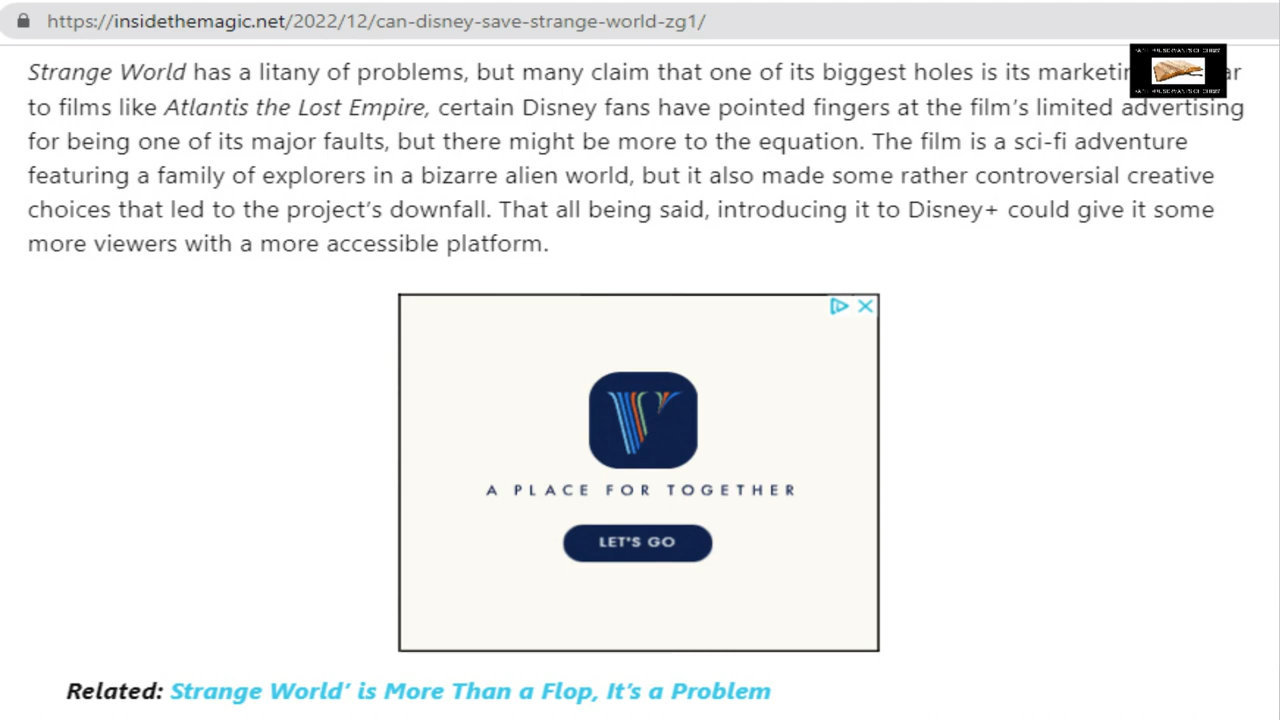 https://insidethemagic.net/2022/12/can-disney-save-strange-world-zg1/
Strange World has a litany of problems, but many claim that one of its biggest holes is its
to films like Atlantis the Lost Empire, certain Disney fans have pointed fingers at the film's limited advertising
for being one of its major faults, but there might be more to the equation. The film is a sci-fi adventure
featuring a family of explorers in a bizarre alien world, but it also made some rather controversial creative
choices that led to the project's downfall. That all being said, introducing it to Disney+ could give it some
more viewers with a more accessible platform.
A PLACE FOR TOGETHER
LET'S GO
Related: Strange World' is More Than a Flop, It's a Problem